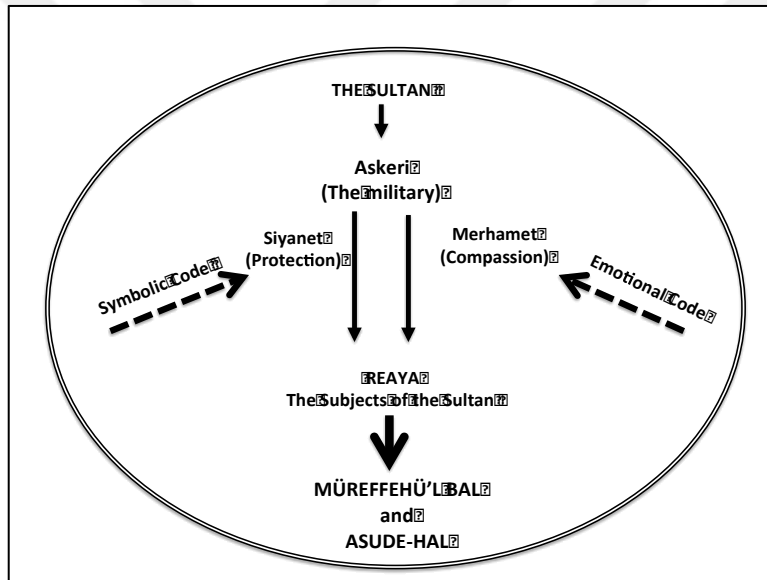 THE SULTAN
Askeri
(The military)
Siyanet
(Protection)
Merhamet
(Compassion)
Symbolic Code
Emotional Code
REAYA
The Subjects of the Sultan
MÜREFFEHÜ’L BAL
and
ASUDE-HAL